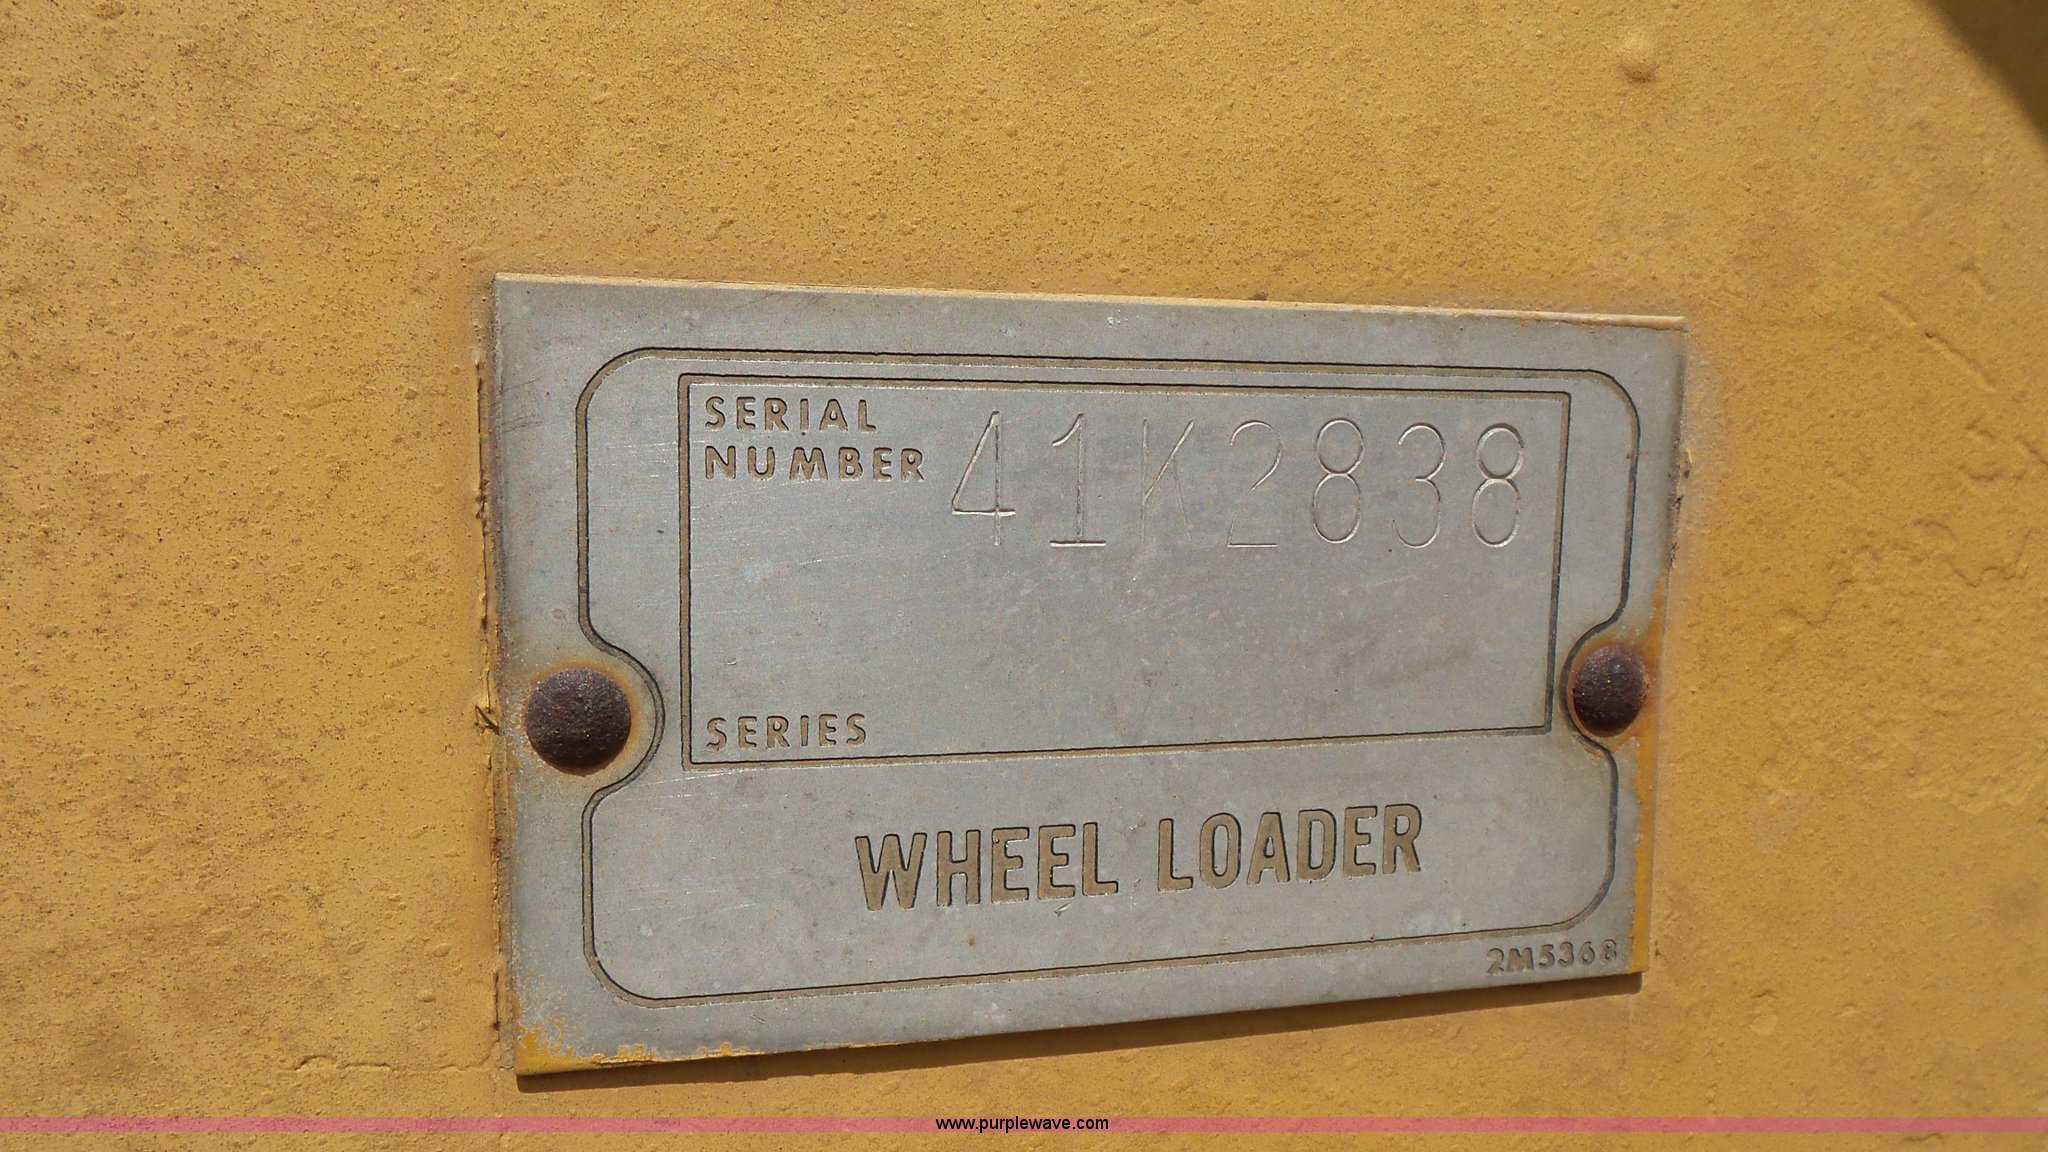 SERIAL
NUMBER 41K2838
SERIES
WHEEL LOADER
2M5368
www.purplewave.com